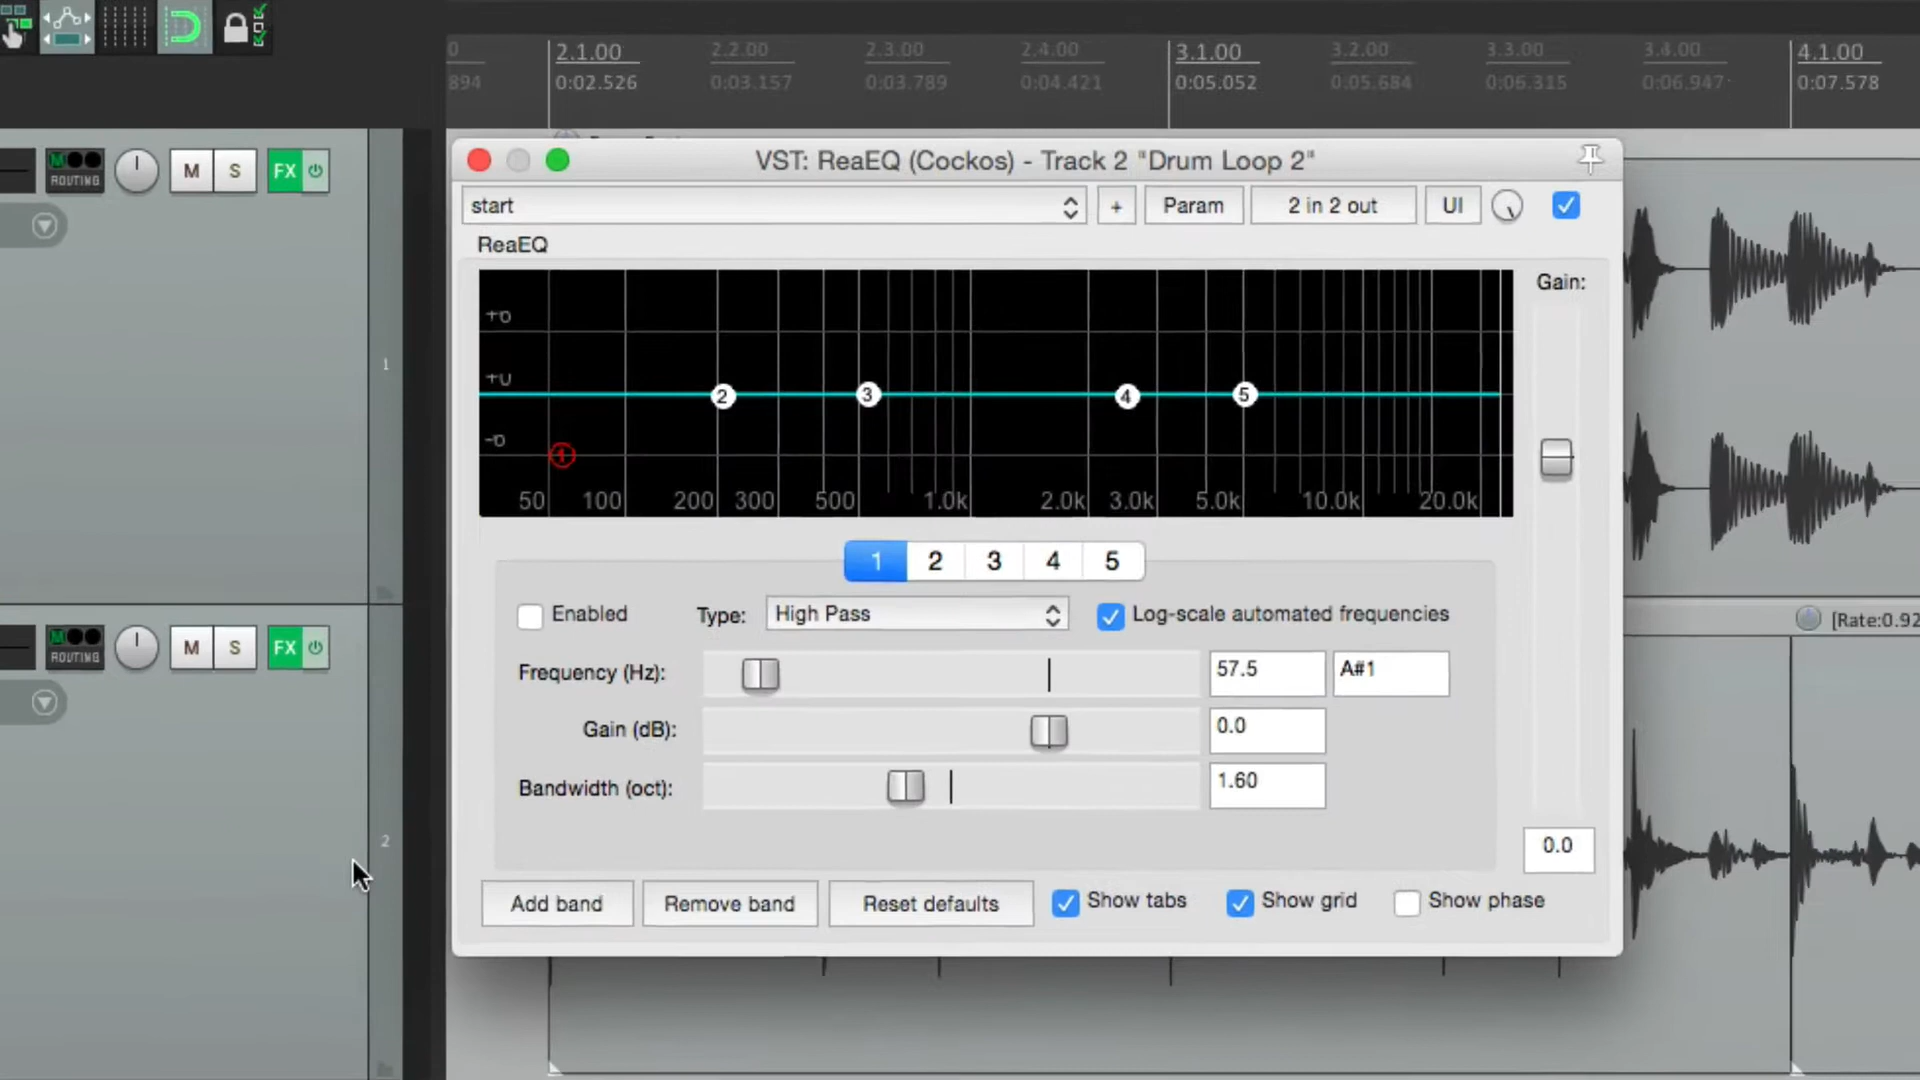 2.1.00 2.2.00 2.3.00 2.4.00 3.1.00 3.2.00 3.3.00 3.4.00 4.1.00
894 0:02.526 0:03.157 0:03.789 0:04.421 0:05.052 0:05.684 0:06.315 0:06.947 0:07.578
VST: ReaEQ (Cockos) - Track 2 "Drum Loop 2"
M ROUTING M S FX
start + Param 2 in 2 out UI
ReaEQ
Gain:
+0
2 3 4 5
1
-0
50 100 200 300 500 1.0k 2.0k 3.0k 5.0k 10.0k 20.0k
1
1 2 3 4 5
Enabled Type: High Pass Log-scale automated frequencies
[Rate:0.92
M ROUTING M S FX
Frequency (Hz): 57.5 A#1
Gain (dB): 0.0
Bandwidth (oct): 1.60
2
0.0
Add band Remove band Reset defaults Show tabs Show grid Show phase